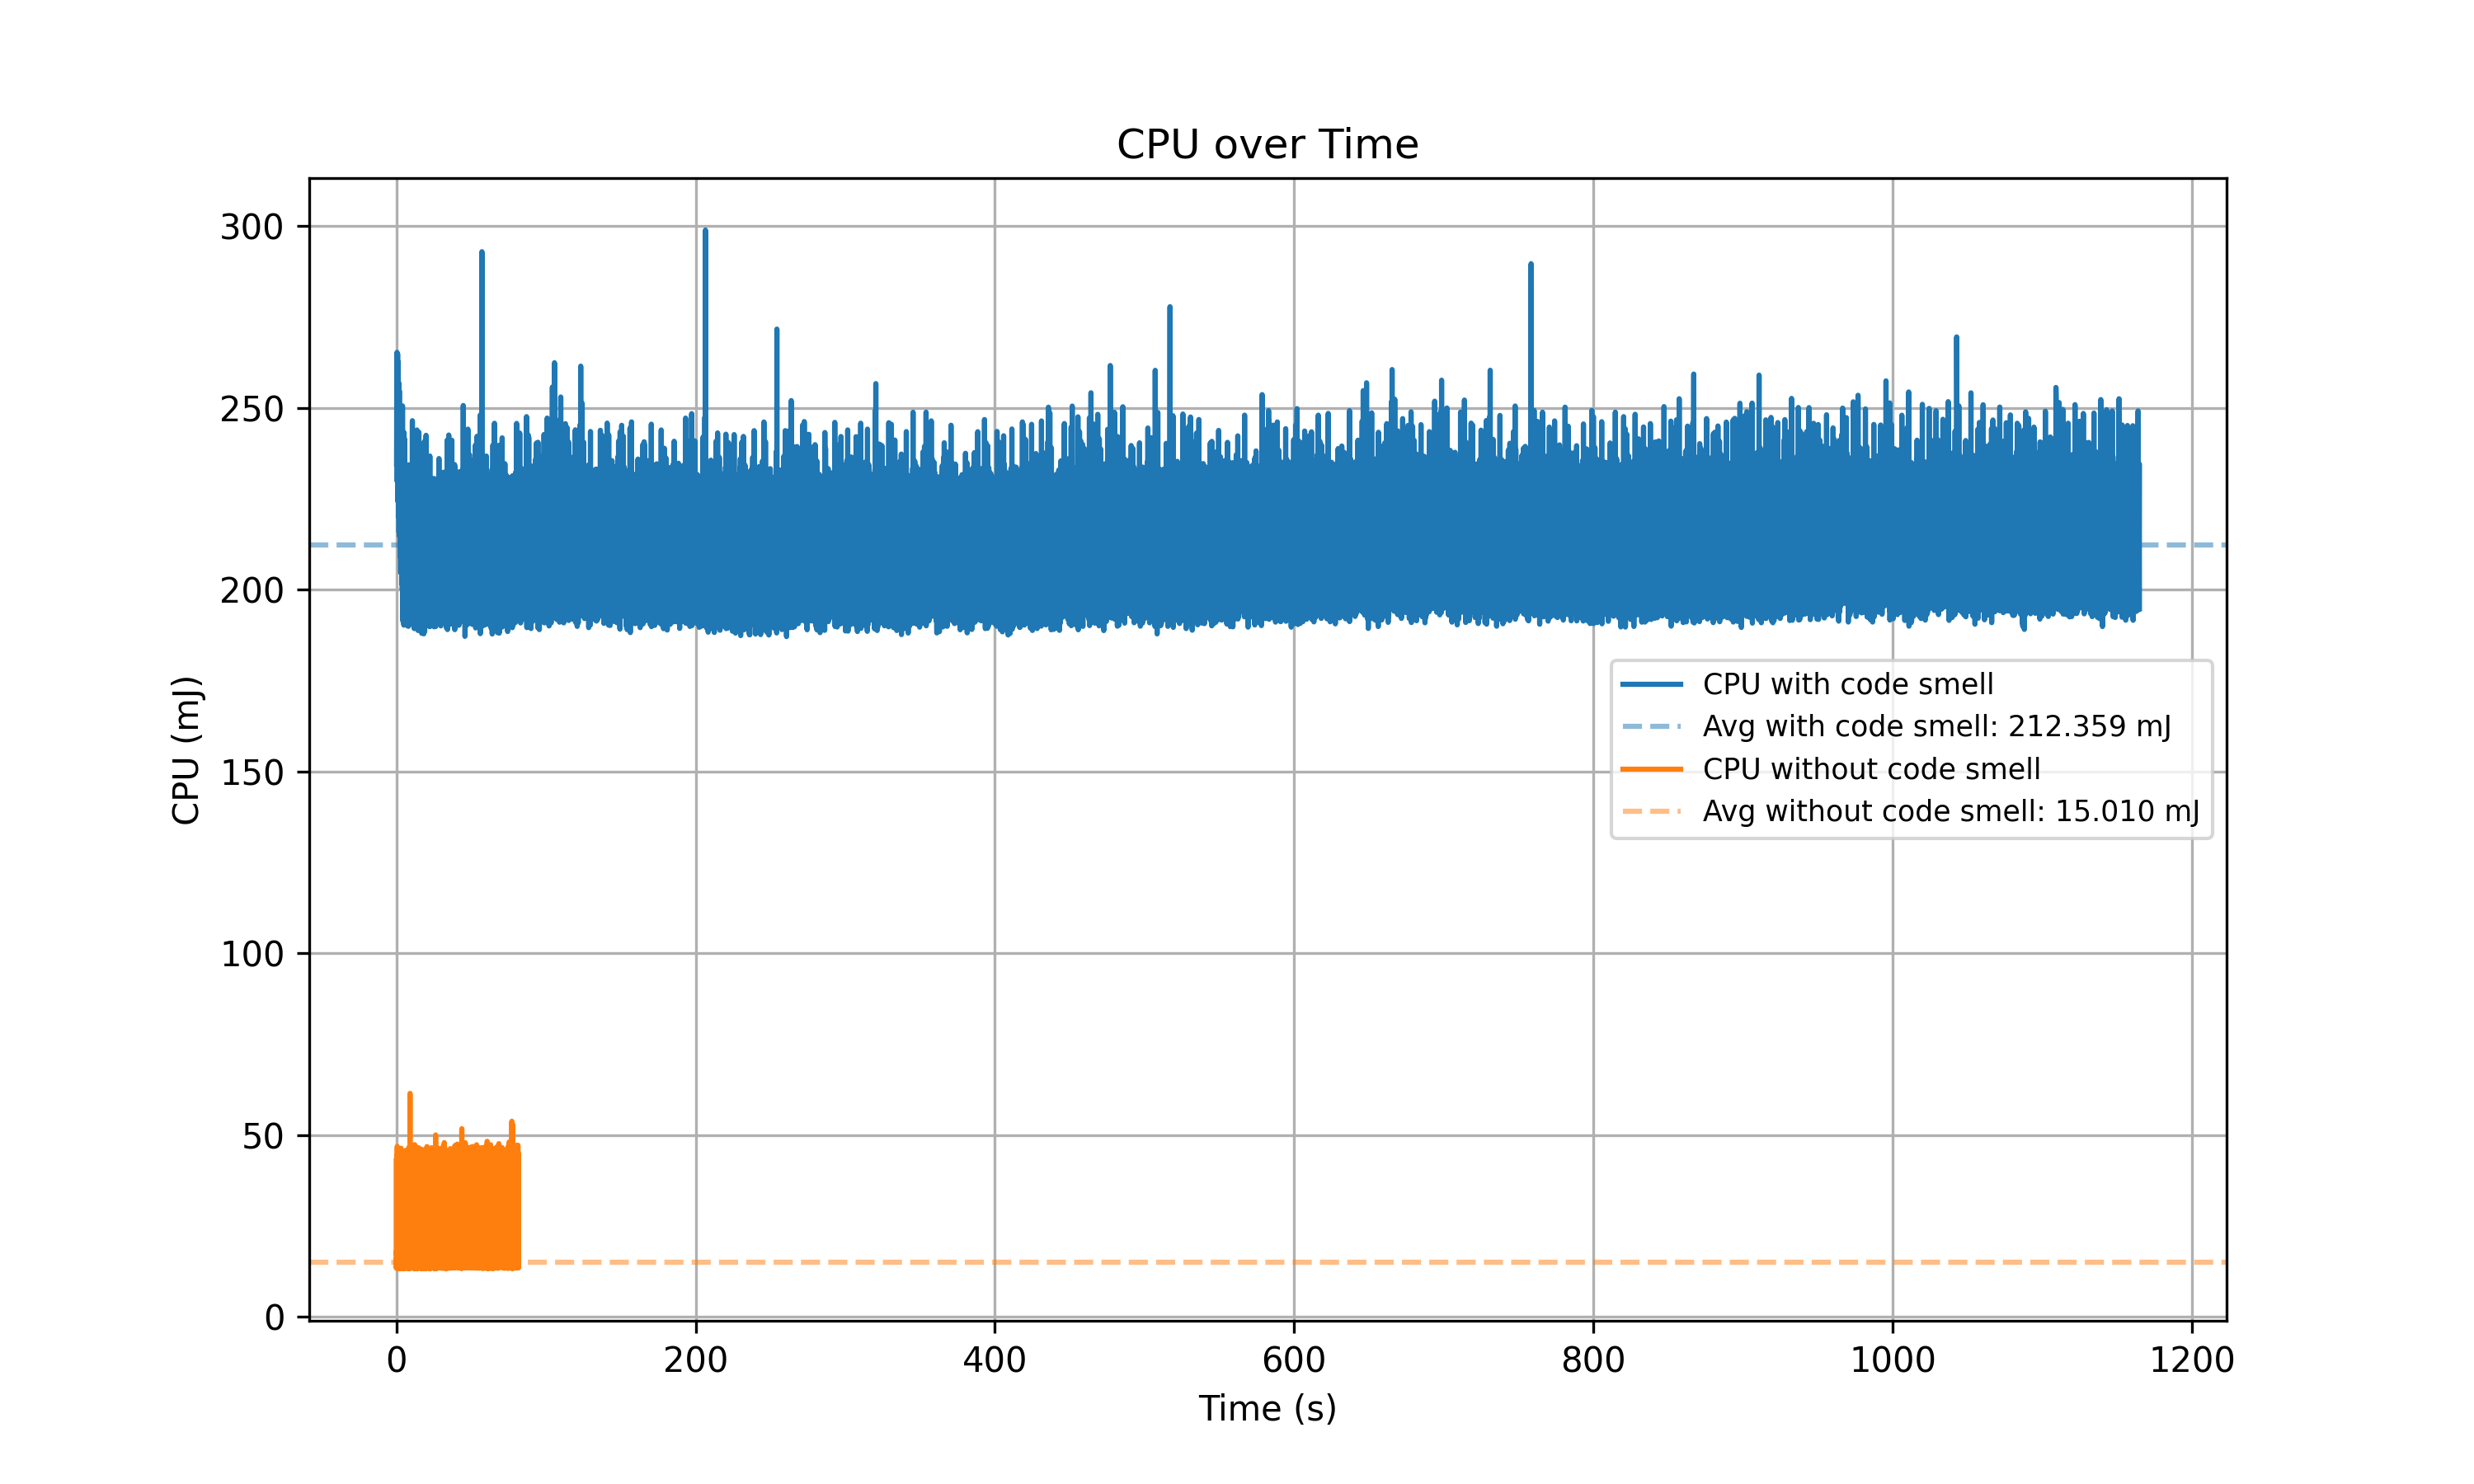 CPU over Time
CPU (mJ)
300
250
200
150
100
50
0
CPU with code smell
Avg with code smell: 212.359 mJ
CPU without code smell
Avg without code smell: 15.010 mJ
0 200 400 600 800 1000 1200
Time (s)